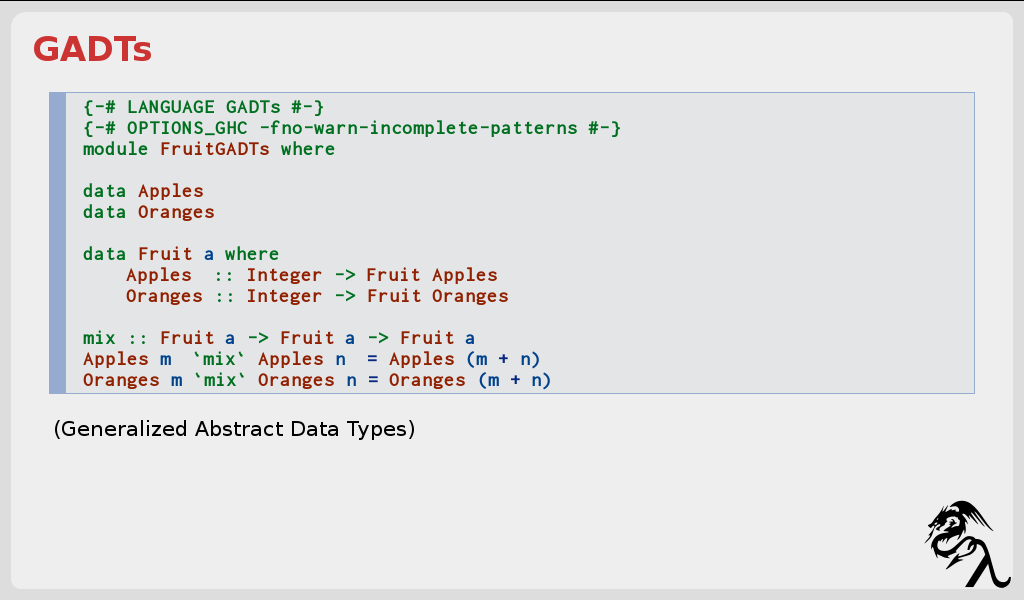 GADTs
{-# LANGUAGE GADTs #-}
{-# OPTIONS_GHC -fno-warn-incomplete-patterns #-}
module FruitGADTs where
data Apples
data Oranges
data Fruit a where
    Apples  :: Integer -> Fruit Apples
    Oranges :: Integer -> Fruit Oranges
mix :: Fruit a -> Fruit a -> Fruit a
Apples m  `mix` Apples n  = Apples (m + n)
Oranges m `mix` Oranges n = Oranges (m + n)
(Generalized Abstract Data Types)